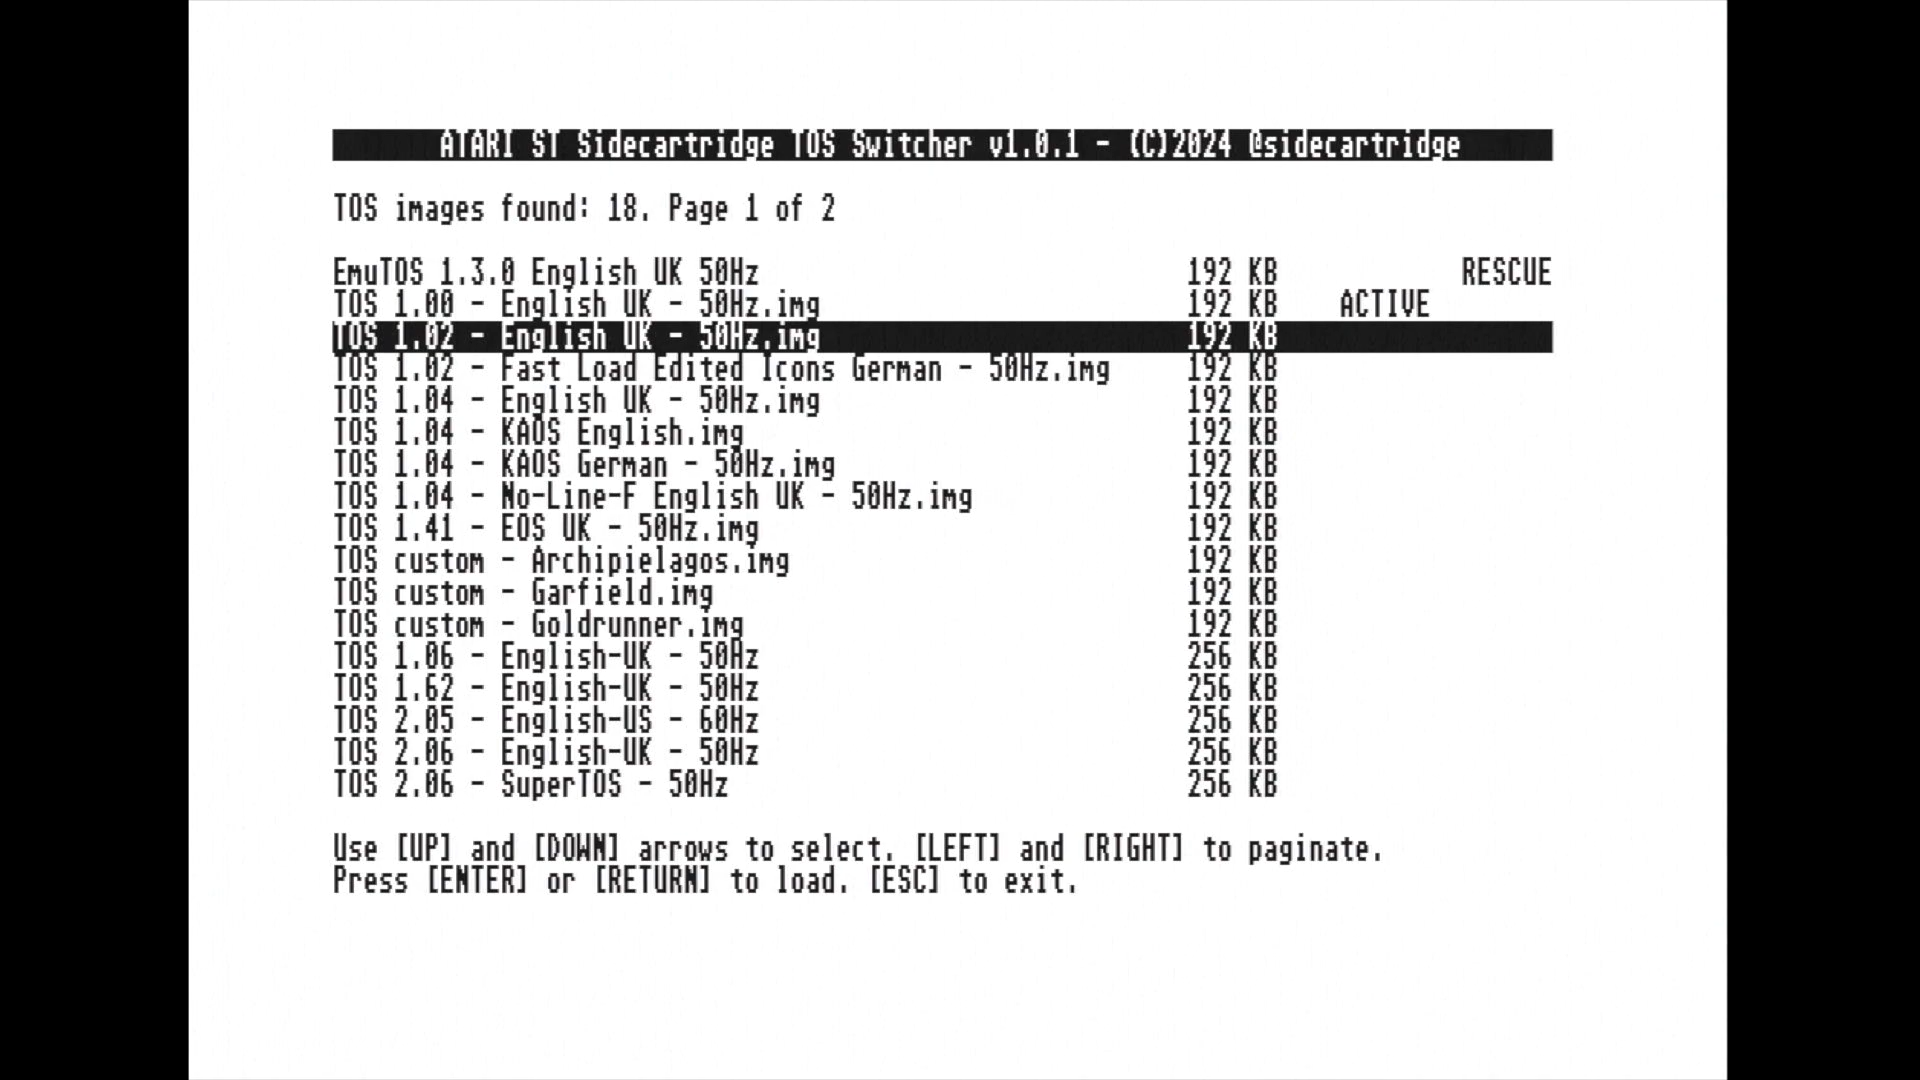 ATARI ST Sidecartridge TOS Switcher v1.0.1 - (C)2024 @sidecartridge
TOS images found: 18. Page 1 of 2
EmuTOS 1.3.0 English UK 50Hz 192 KB RESCUE
TOS 1.00 - English UK - 50Hz.img 192 KB ACTIVE
TOS 1.02 - English UK - 50Hz.img 192 KB
TOS 1.02 - Fast Load Edited Icons German - 50Hz.img 192 KB
TOS 1.04 - English UK - 50Hz.img 192 KB
TOS 1.04 - KAOS English.img 192 KB
TOS 1.04 - KAOS German - 50Hz.img 192 KB
TOS 1.04 - No-Line-F English UK - 50Hz.img 192 KB
TOS 1.41 - EOS UK - 50Hz.img 192 KB
TOS custom - Archipielagos.img 192 KB
TOS custom - Garfield.img 192 KB
TOS custom - Goldrunner.img 192 KB
TOS 1.06 - English-UK - 50Hz 256 KB
TOS 1.62 - English-UK - 50Hz 256 KB
TOS 2.05 - English-US - 60Hz 256 KB
TOS 2.06 - English-UK - 50Hz 256 KB
TOS 2.06 - SuperTOS - 50Hz 256 KB
Use [UP] and [DOWN] arrows to select. [LEFT] and [RIGHT] to paginate.
Press [ENTER] or [RETURN] to load. [ESC] to exit.